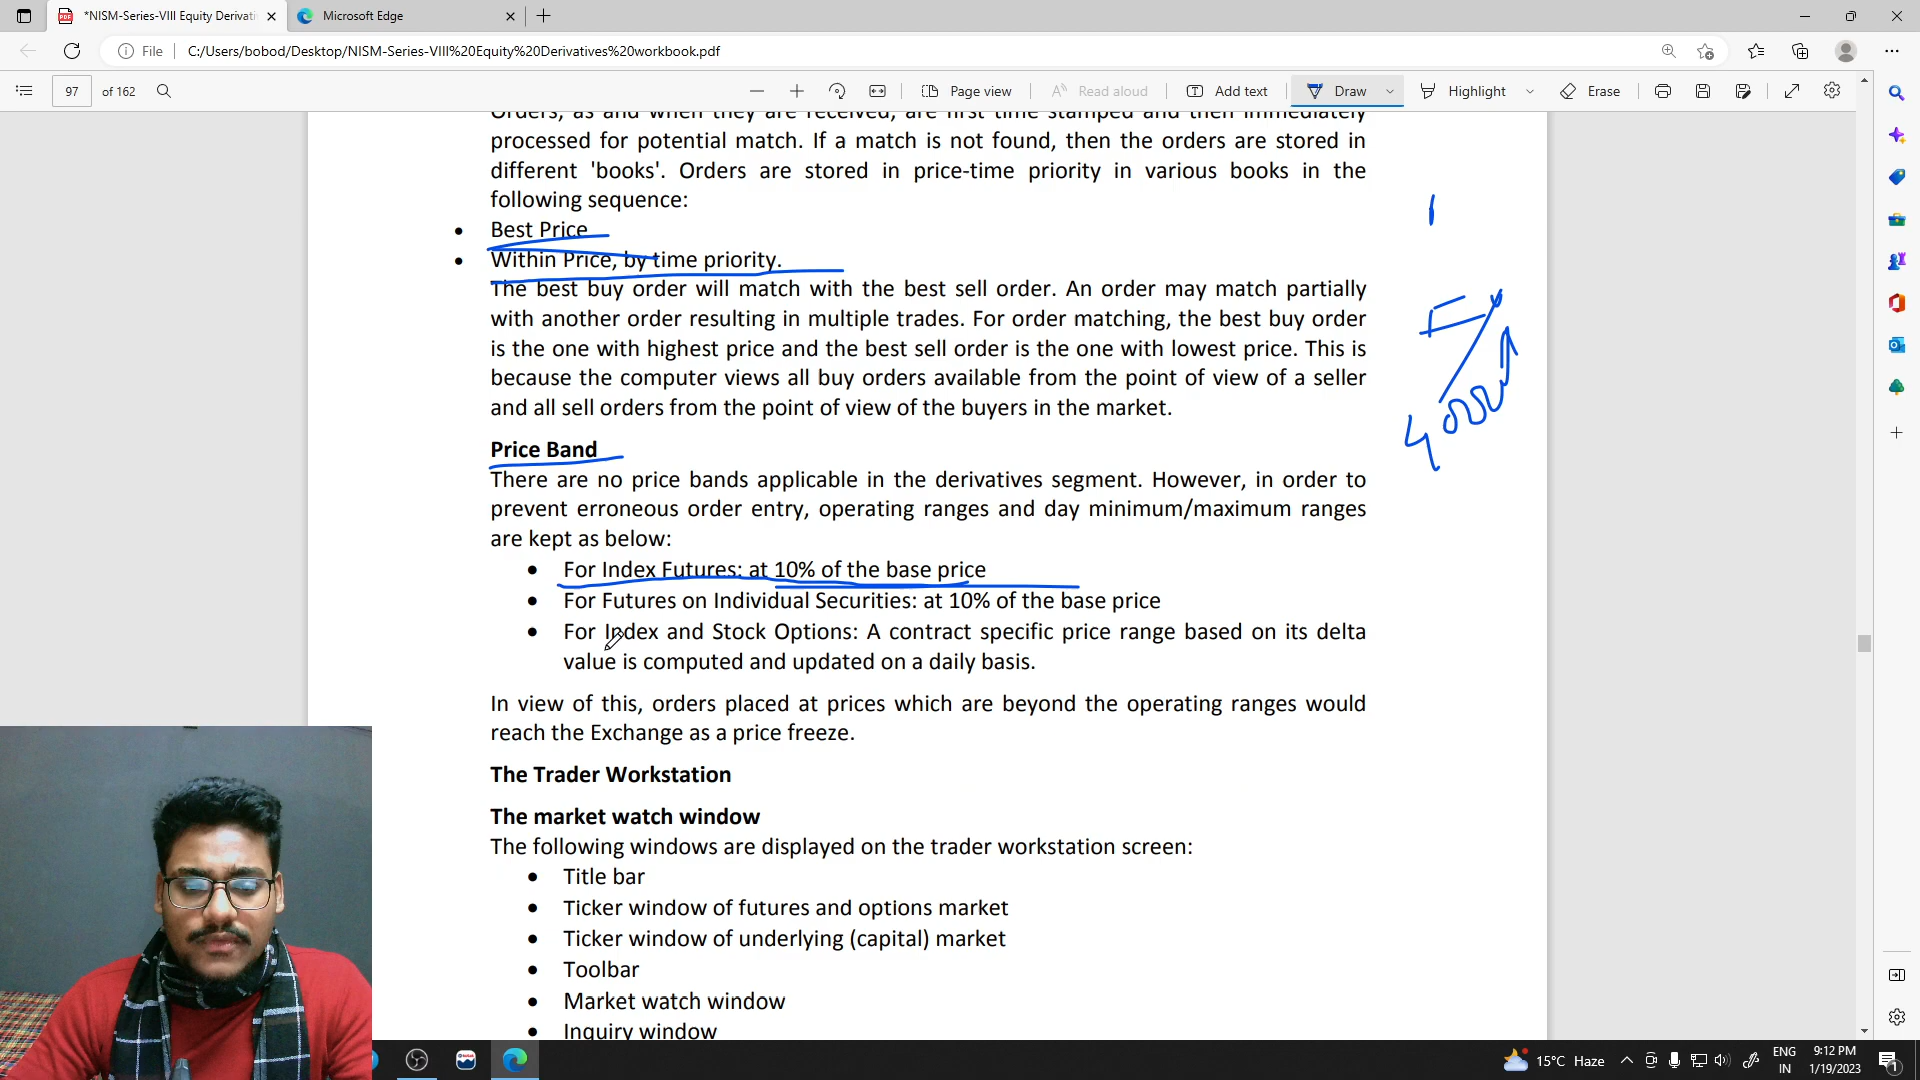 *NISM-Series-VIII Equity Derivati
Microsoft Edge
File
C:/Users/bobod/Desktop/NISM-Series-VIII%20Equity%20Derivatives%20workbook.pdf
97 of 162
Page view
Read aloud
Add text
Draw
Highlight
Erase
Orders, as and when they are received, are first time stamped and then immediately
processed for potential match. If a match is not found, then the orders are stored in
different 'books'. Orders are stored in price-time priority in various books in the
following sequence:
• Best Price
• Within Price, by time priority.
The best buy order will match with the best sell order. An order may match partially
with another order resulting in multiple trades. For order matching, the best buy order
is the one with highest price and the best sell order is the one with lowest price. This is
because the computer views all buy orders available from the point of view of a seller
and all sell orders from the point of view of the buyers in the market.
Price Band
There are no price bands applicable in the derivatives segment. However, in order to
prevent erroneous order entry, operating ranges and day minimum/maximum ranges
are kept as below:
• For Index Futures: at 10% of the base price
• For Futures on Individual Securities: at 10% of the base price
• For Index and Stock Options: A contract specific price range based on its delta
value is computed and updated on a daily basis.
In view of this, orders placed at prices which are beyond the operating ranges would
reach the Exchange as a price freeze.
The Trader Workstation
The market watch window
The following windows are displayed on the trader workstation screen:
• Title bar
• Ticker window of futures and options market
• Ticker window of underlying (capital) market
• Toolbar
• Market watch window
• Inquiry window
15°C Haze
ENG
IN
9:12 PM
1/19/2023